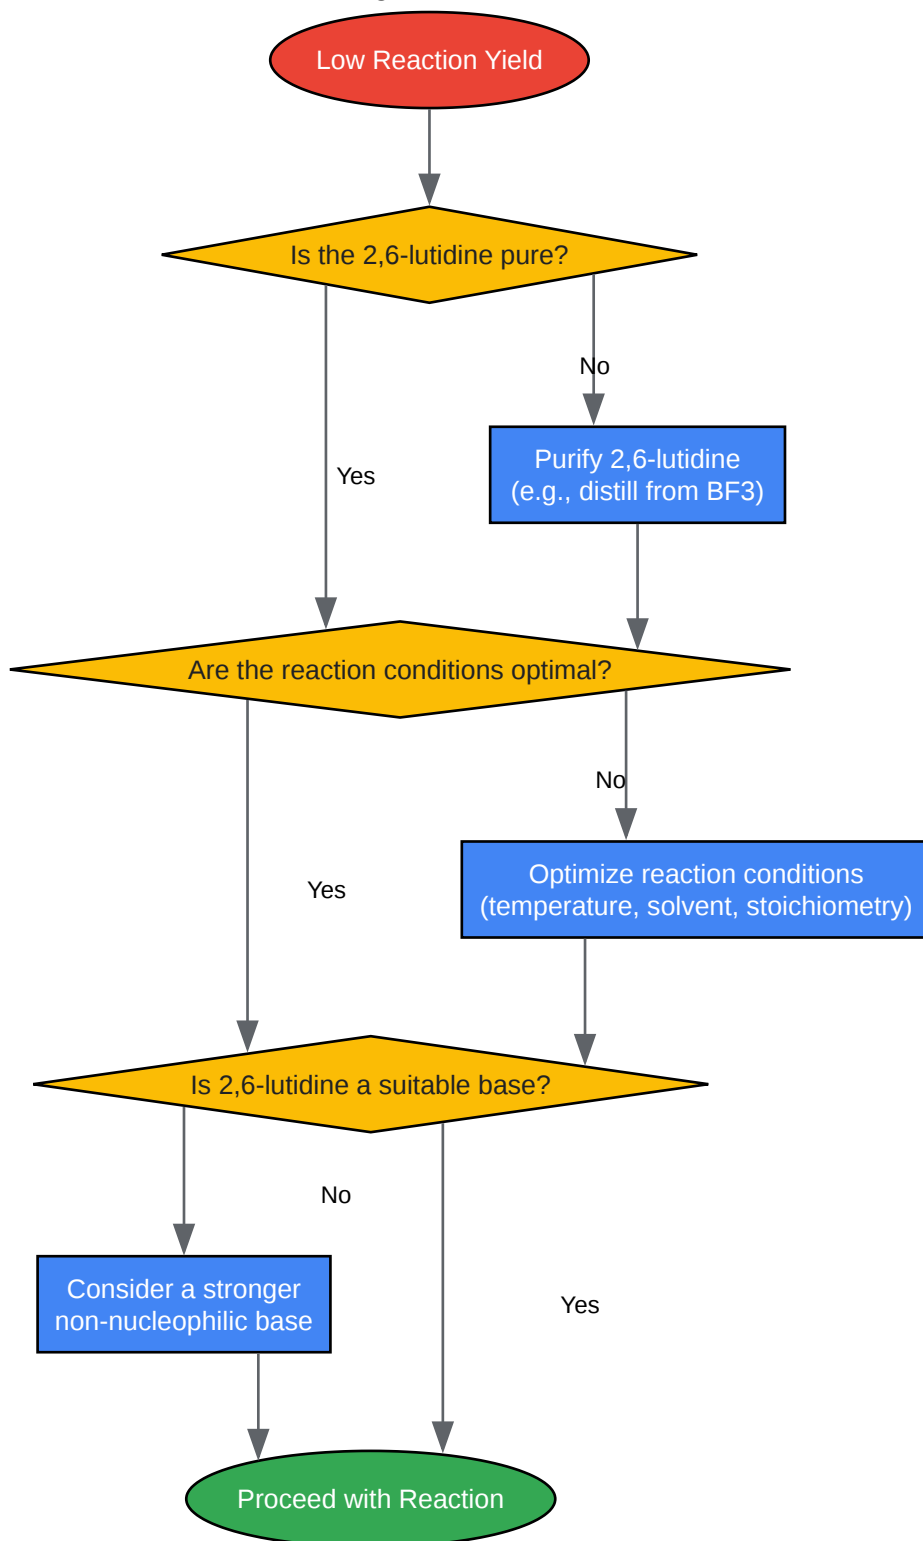 Low Reaction Yield
Is the 2,6-lutidine pure?
No
Purify 2,6-lutidine
(e.g., distill from BF3)
Yes
Are the reaction conditions optimal?
No
Optimize reaction conditions
(temperature, solvent, stoichiometry)
Yes
Is 2,6-lutidine a suitable base?
No
Consider a stronger
non-nucleophilic base
Yes
Proceed with Reaction